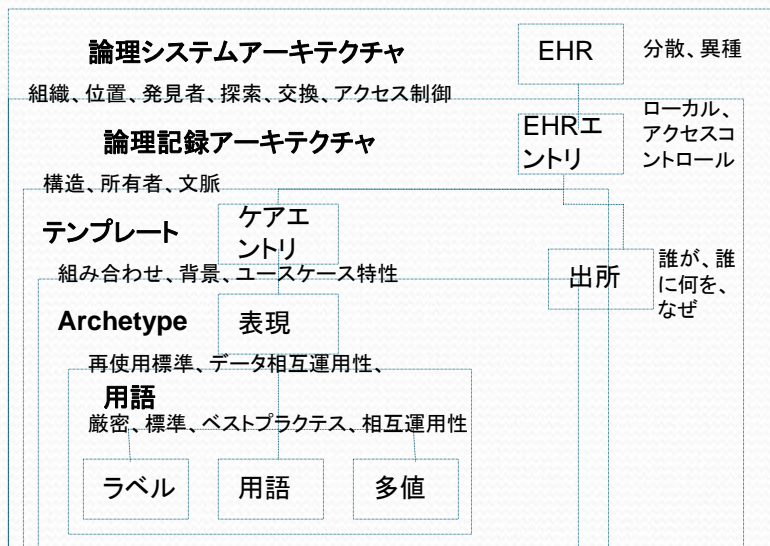 論理システムアーキテクチャ
EHR
分散、異種
組織、位置、発見者、探索、交換、アクセス制御
論理記録アーキテクチャ
EHRエ
ントリ
ローカル、
アクセスコ
ントロール
構造、所有者、文脈
テンプレート
ケアエ
ントリ
組み合わせ、背景、ユースケース特性
出所
誰が、誰
に何を、
なぜ
Archetype
表現
再使用標準、データ相互運用性、
用語
厳密、標準、ベストプラクテス、相互運用性
ラベル
用語
多値